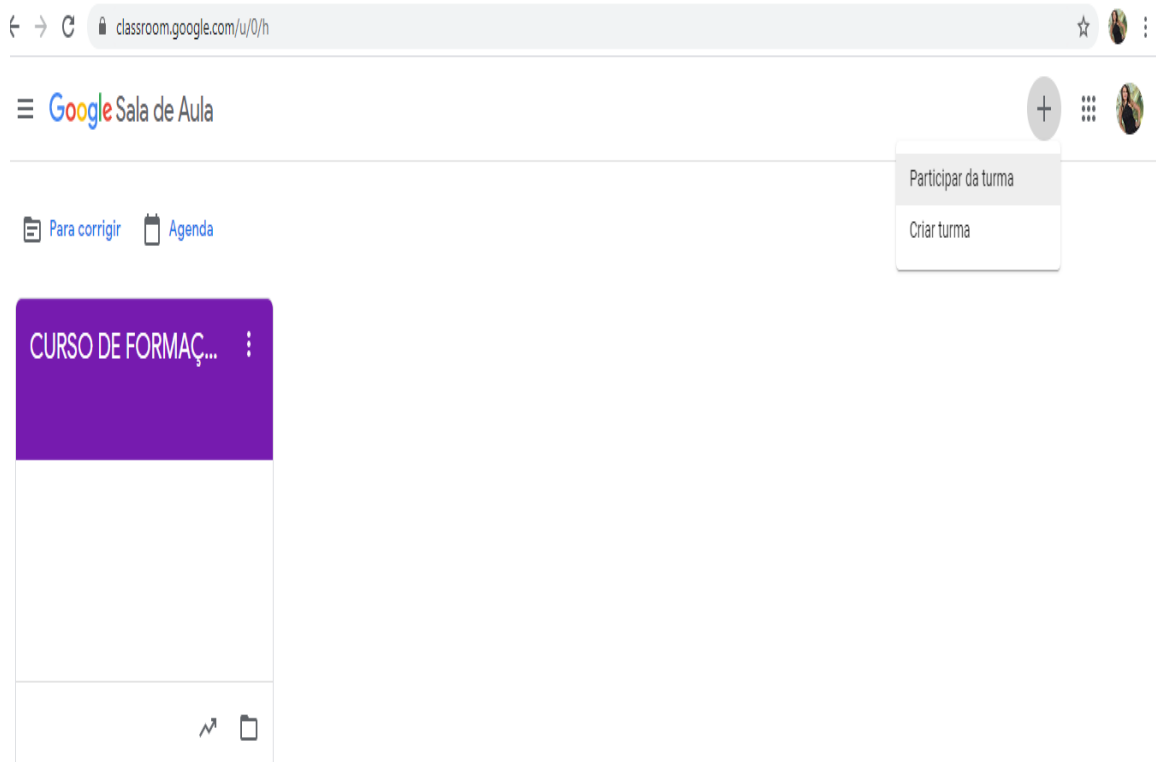 classroom.google.com/u/0/h
Google Sala de Aula
Participar da turma
Criar turma
Para corrigir Agenda
CURSO DE FORMAÇ...